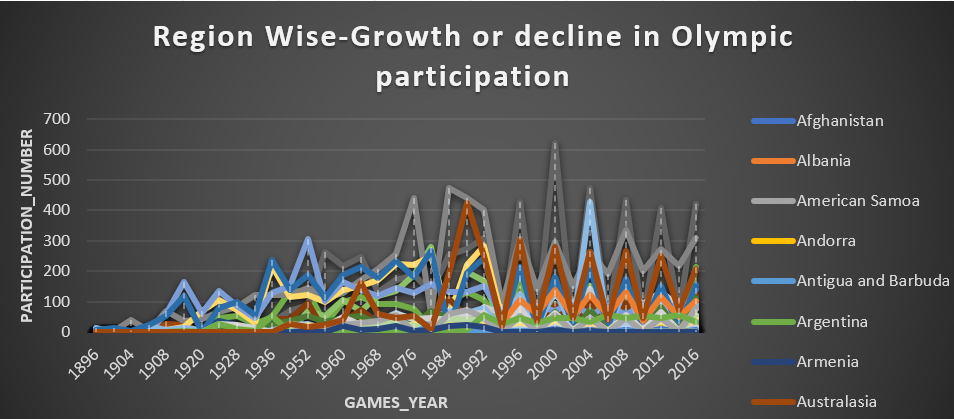 Region Wise-Growth or decline in Olympic
participation
PARTICIPATION_NUMBER
700
600
500
400
300
200
100
0
1896
1904
1908
1920
1928
1936
1952
1960
1968
1976
1984
1992
1996
2000
2004
2008
2012
2016
GAMES_YEAR
Afghanistan
Albania
American Samoa
Andorra
Antigua and Barbuda
Argentina
Armenia
Australasia